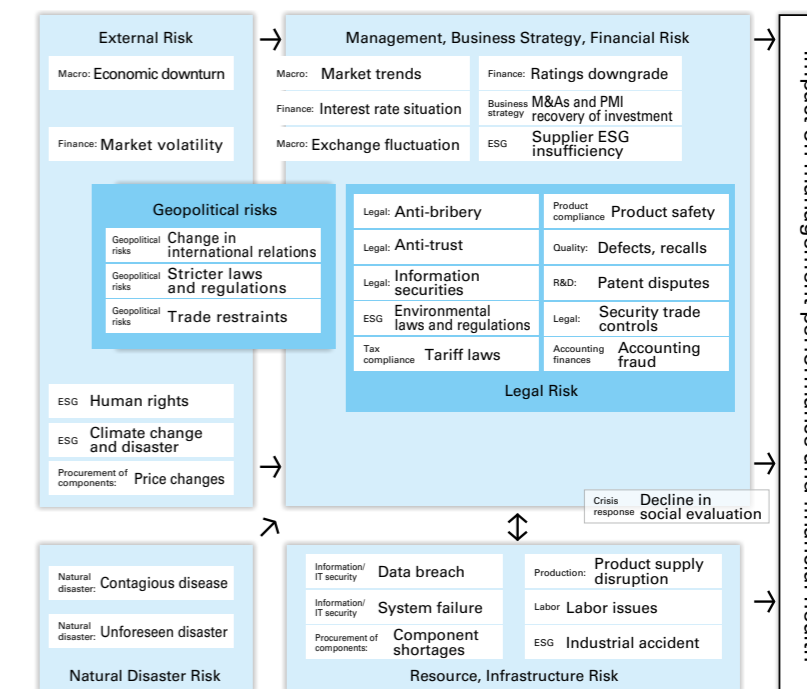 External Risk
Macro: Economic downturn
Finance: Market volatility
Management, Business Strategy, Financial Risk
Macro: Market trends
Finance: Interest rate situation
Macro: Exchange fluctuation
Finance: Ratings downgrade
Business strategy M&As and PMI
recovery of investment
ESG Supplier ESG
insufficiency
Geopolitical risks
Geopolitical risks Change in
international relations
Geopolitical risks Stricter laws
and regulations
Geopolitical risks Trade restraints
Legal: Anti-bribery
Legal: Anti-trust
Legal: Information
securities
ESG Environmental
laws and regulations
Tax compliance Tariff laws
Product compliance Product safety
Quality: Defects, recalls
R&D: Patent disputes
Legal: Security trade
controls
Accounting finances Accounting
fraud
Legal Risk
ESG Human rights
ESG Climate change
and disaster
Procurement of components: Price changes
Crisis response Decline in
social evaluation
Natural disaster: Contagious disease
Natural disaster: Unforeseen disaster
Natural Disaster Risk
Information/ IT security Data breach
Information/ IT security System failure
Procurement of components: Component
shortages
Production: Product supply
disruption
Labor Labor issues
ESG Industrial accident
Resource, Infrastructure Risk